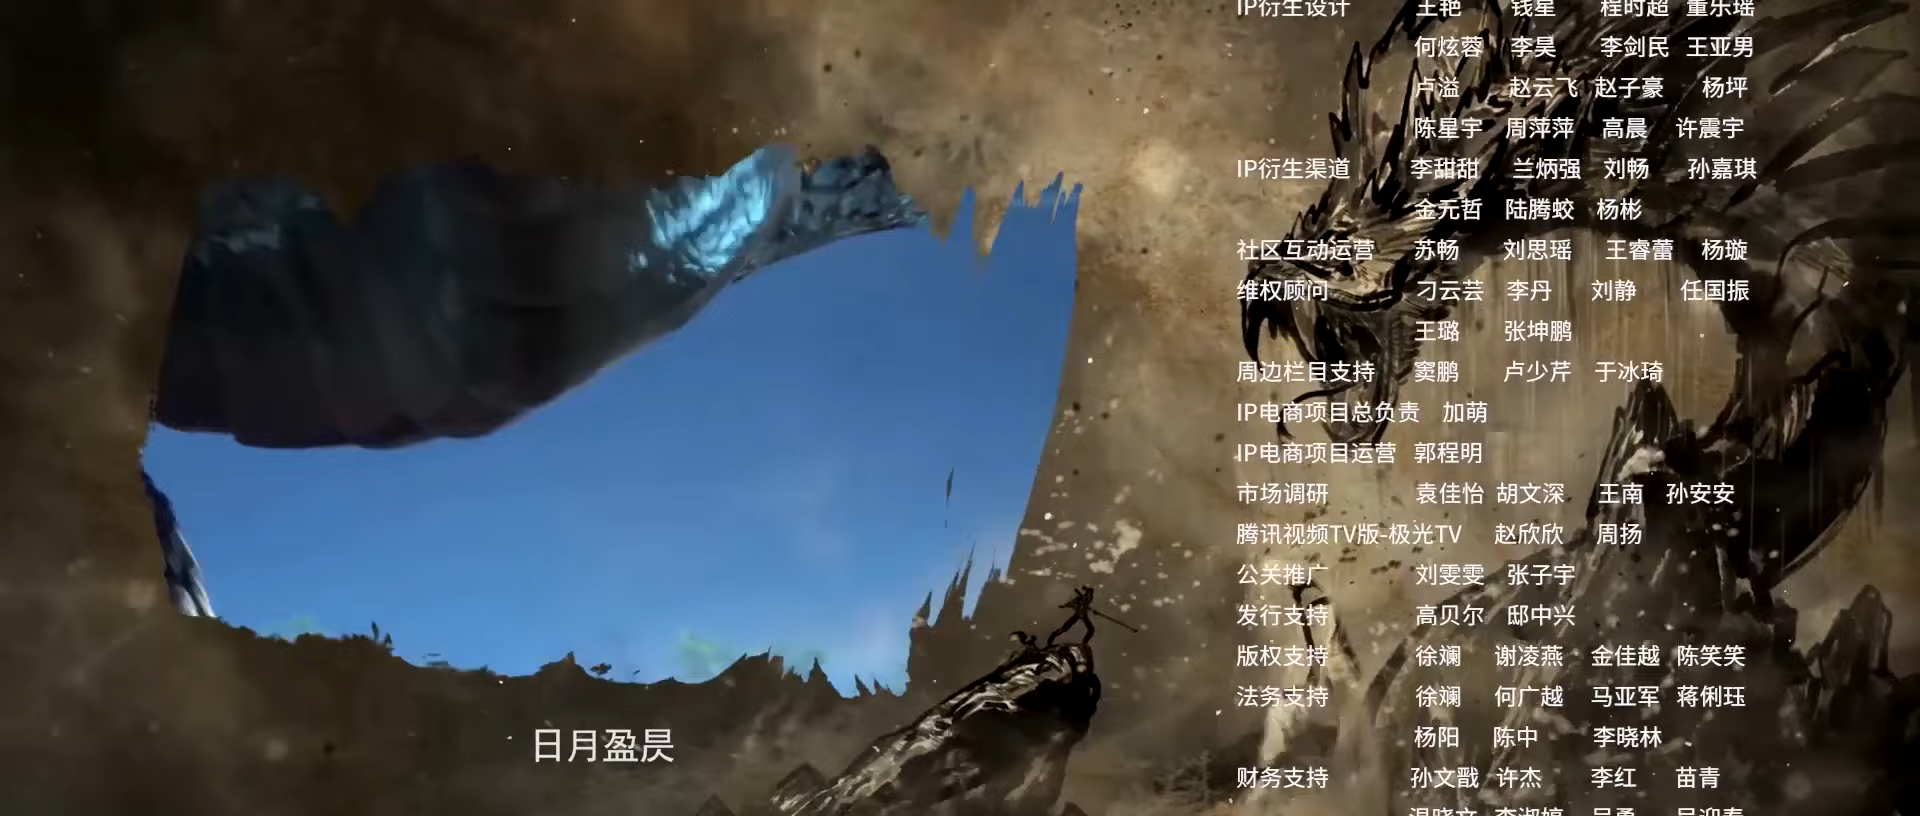 IP衍生设计 王艳 钱星 程时超 董乐瑶
何炫蓉 李昊 李剑民 王亚男
卢溢 赵云飞 赵子豪 杨坪
陈星宇 周萍萍 高晨 许震宇
IP衍生渠道 李甜甜 兰炳强 刘畅 孙嘉琪
金元哲 陆腾蛟 杨彬
社区互动运营 苏畅 刘思瑶 王睿蕾 杨璇
维权顾问 刁云芸 李丹 刘静 任国振
王璐 张坤鹏
周边栏目支持 窦鹏 卢少芹 于冰琦
IP电商项目总负责 加萌
IP电商项目运营 郭程明
市场调研 袁佳怡 胡文深 王南 孙安安
腾讯视频TV版-极光TV 赵欣欣 周扬
公关推广 刘雯雯 张子宇
发行支持 高贝尔 邸中兴
版权支持 徐斓 谢凌燕 金佳越 陈笑笑
法务支持 徐斓 何广越 马亚军 蒋俐珏
杨阳 陈中 李晓林
财务支持 孙文戬 许杰 李红 苗青
日月盈昃